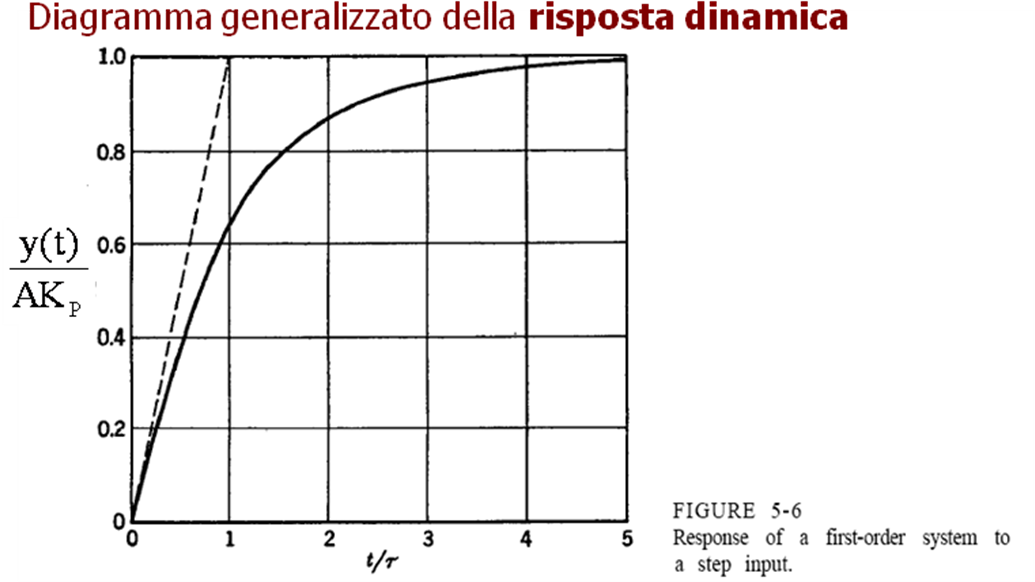 Diagramma generalizzato della risposta dinamica
1.0
0.8
y(t)
0.6
AKP
0.4
0.2
0
0 1 2 3 4 5
t/τ
FIGURE 5-6
Response of a first-order system to
a step input.